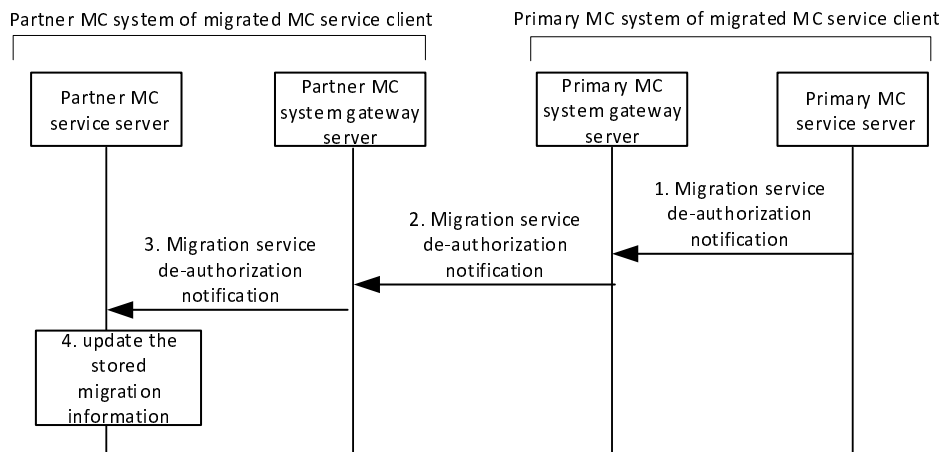 Partner MC system of migrated MC service client
Primary MC system of migrated MC service client
Partner MC
service server
Partner MC
system gateway
server
Primary MC
system gateway
server
Primary MC
service server
1. Migration service
de-authorization
notification
2. Migration service
de-authorization
notification
3. Migration service
de-authorization
notification
4. update the
stored
migration
information